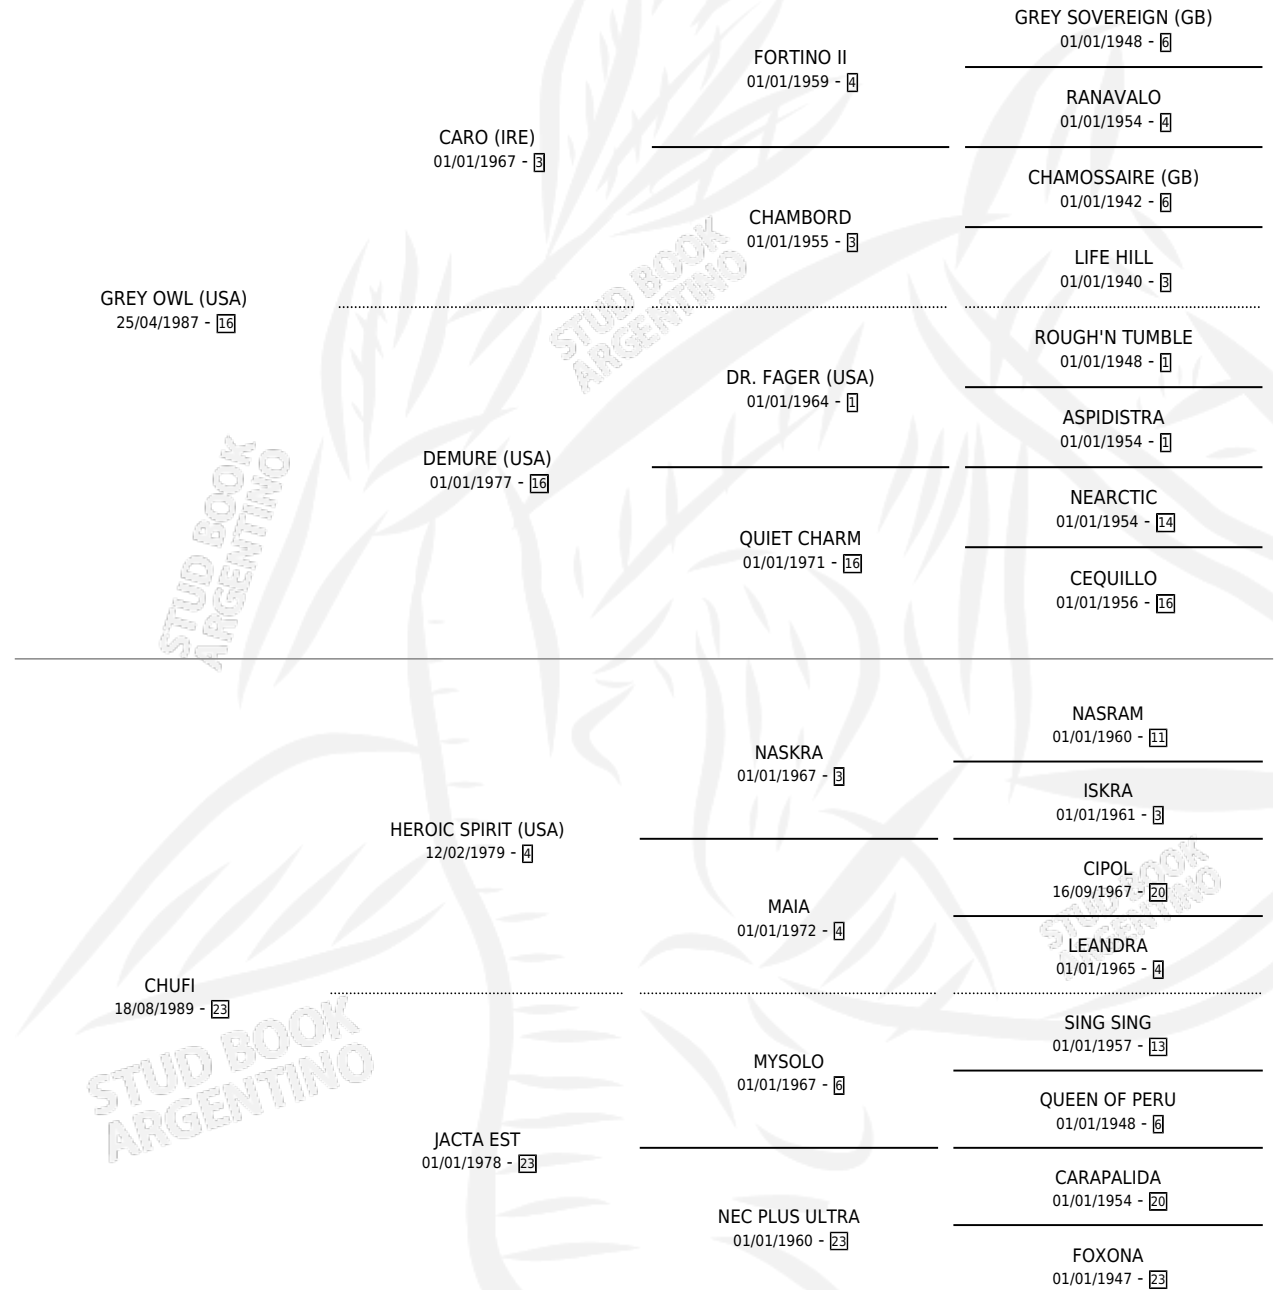 GREY SOVEREIGN (GB)
01/01/1948 - 6
FORTINO II
01/01/1959 - 4
RANAVALO
01/01/1954 - 4
CARO (IRE)
01/01/1967 - 3
CHAMOSSAIRE (GB)
01/01/1942 - 6
CHAMBORD
01/01/1955 - 3
LIFE HILL
01/01/1940 - 3
GREY OWL (USA)
25/04/1987 - 16
STUD BOOK
ARGENTINO
ROUGH'N TUMBLE
01/01/1948 - 1
DR. FAGER (USA)
01/01/1964 - 1
ASPIDISTRA
01/01/1954 - 1
DEMURE (USA)
01/01/1977 - 16
NEARCTIC
01/01/1954 - 14
QUIET CHARM
01/01/1971 - 16
CEQUILLO
01/01/1956 - 16
STUD BOOK
ARGENTINO
NASRAM
01/01/1960 - 11
NASKRA
01/01/1967 - 3
ISKRA
01/01/1961 - 3
HEROIC SPIRIT (USA)
12/02/1979 - 4
CIPOL
16/09/1967 - 20
MAIA
01/01/1972 - 4
LEANDRA
01/01/1965 - 4
STUD BOOK
ARGENTINO
CHUFI
18/08/1989 - 23
STUD BOOK
ARGENTINO
SING SING
01/01/1957 - 13
MYSOLO
01/01/1967 - 6
QUEEN OF PERU
01/01/1948 - 6
JACTA EST
01/01/1978 - 23
CARAPALIDA
01/01/1954 - 20
NEC PLUS ULTRA
01/01/1960 - 23
FOXONA
01/01/1947 - 23